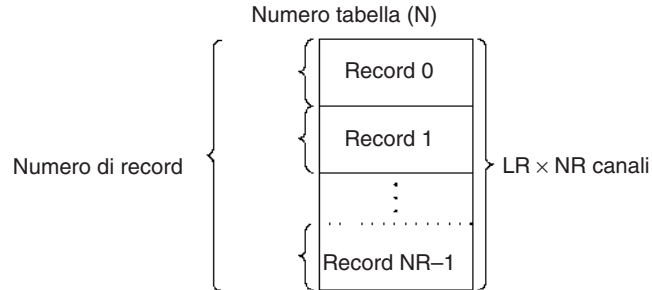 Numero tabella (N)
Record 0
Record 1
Numero di record
LR × NR canali
Record NR–1